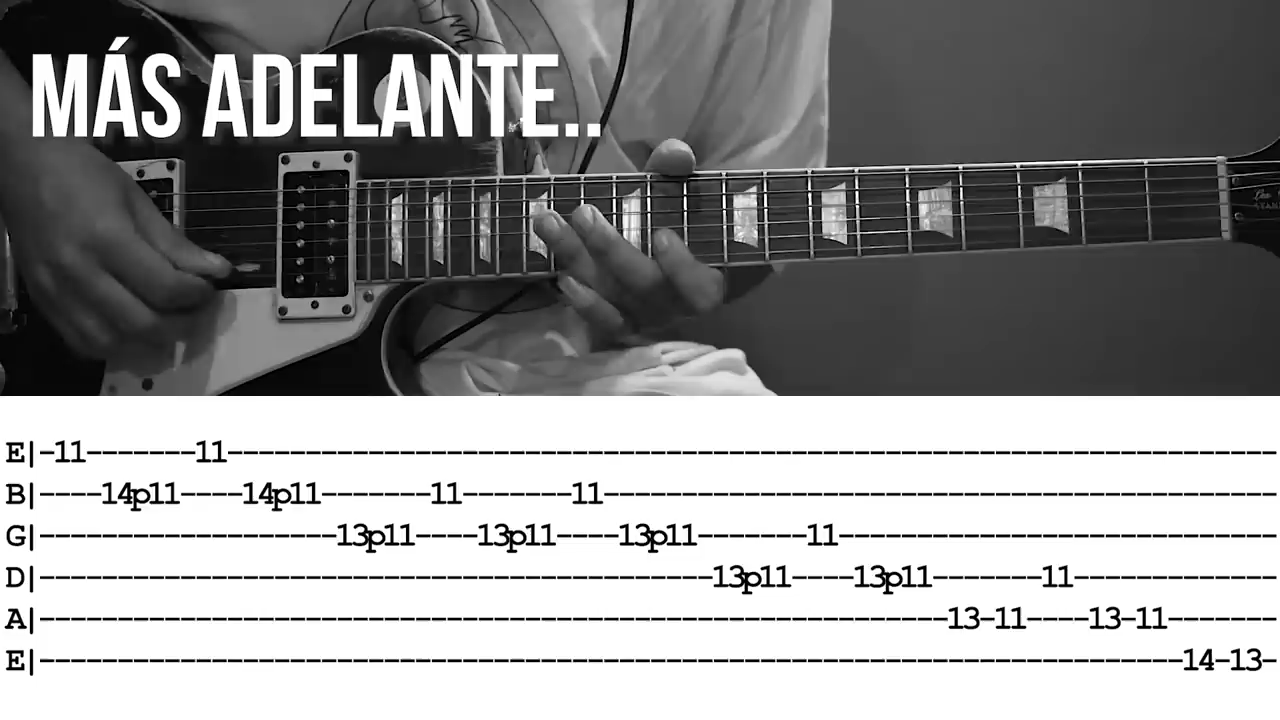 MÁS ADELANTE..
E|-11-------11-------------------------------------------------------------------
B|----14p11----14p11-------11-------11-------------------------------------------
G|-------------------13p11----13p11----13p11-------11----------------------------
D|-------------------------------------------13p11----13p11-------11-------------
A|----------------------------------------------------------13-11----13-11-------
E|-------------------------------------------------------------------------14-13-